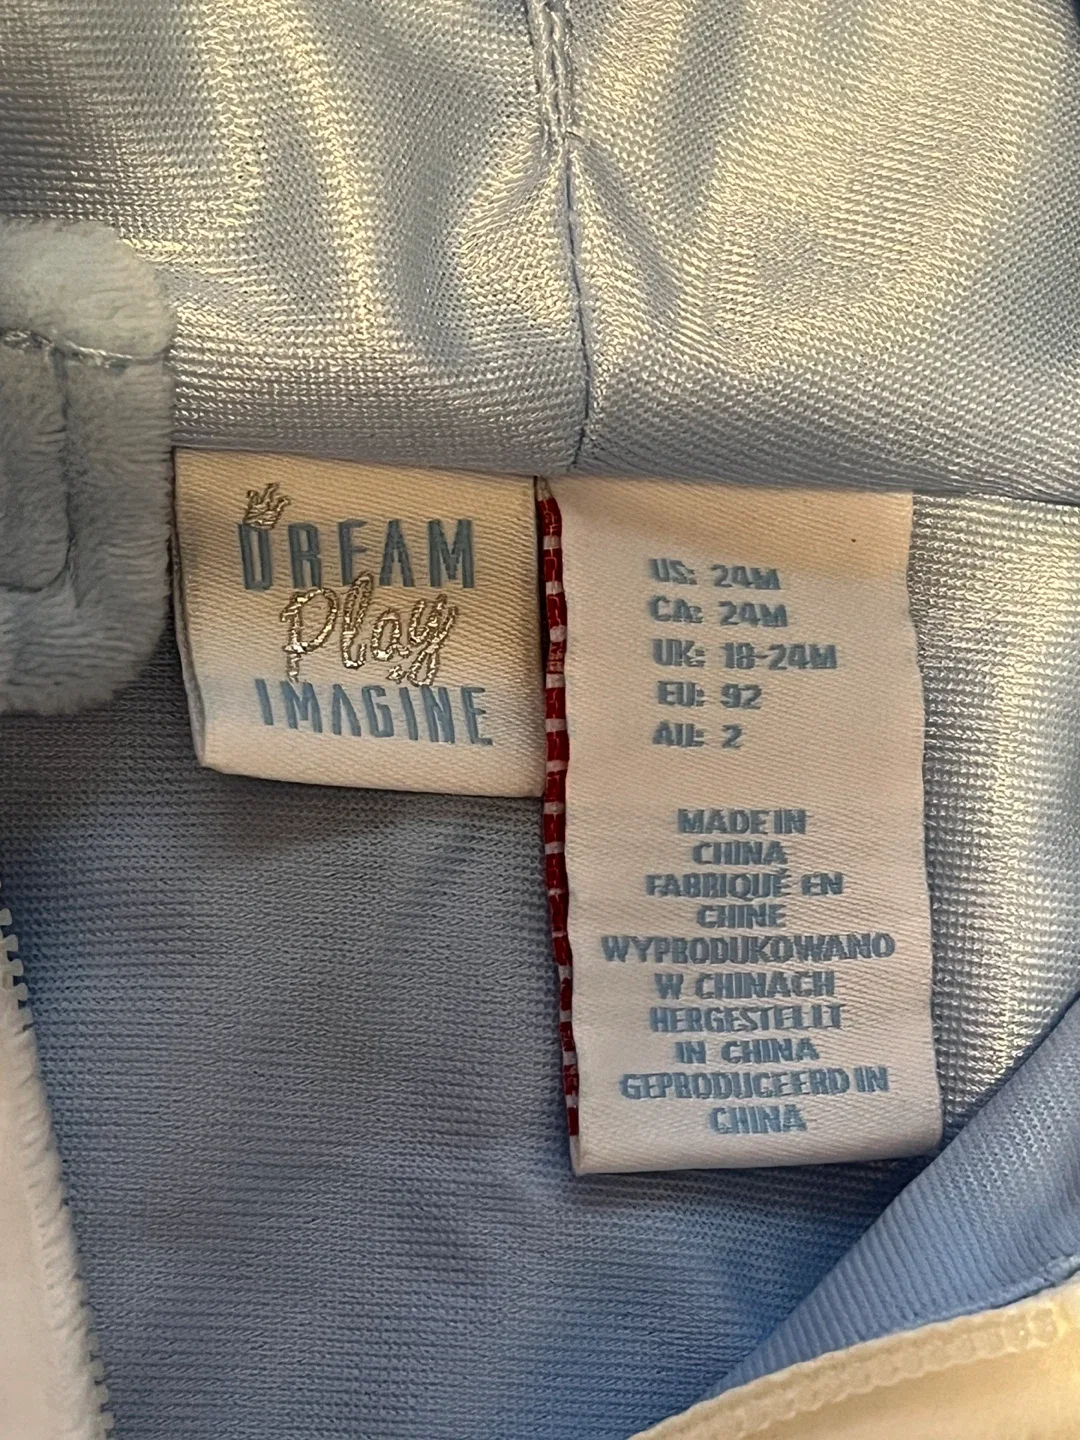 DREAM
Play
IMAGINE
US: 24M
CA: 24M
UK: 18-24M
EU: 92
AU: 2
MADE IN
CHINA
FABRIQUÉ EN
CHINE
WYPRODUKOWANO
W CHINACH
HERGESTELLT
IN CHINA
GEPRODUCEERD IN
CHINA